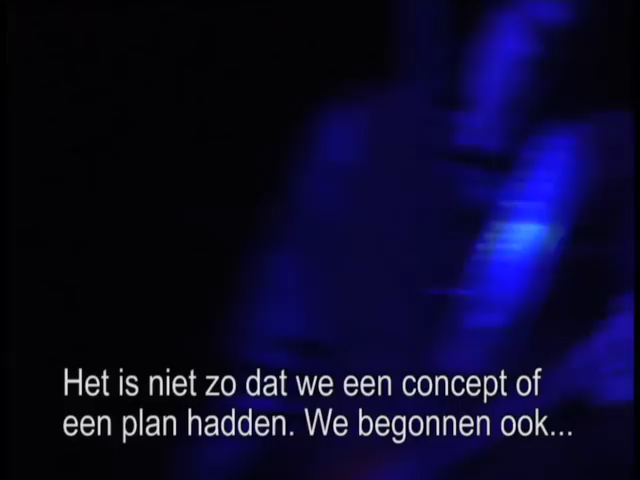 Het is niet zo dat we een concept of
een plan hadden. We begonnen ook...